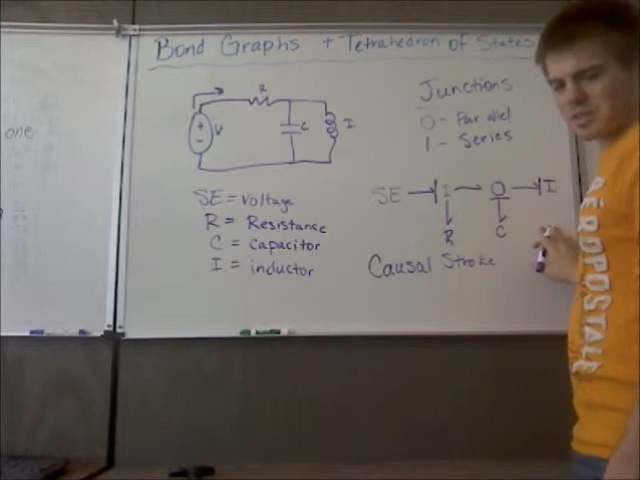 Bond Graphs + Tetrahedron of States
one
R
V
C
I
Junctions
0 - Parallel
1 - Series
SE = Voltage
R = Resistance
C = Capacitor
I = inductor
SE 1 0 I
R C
Causal Stroke
AÉROPOSTALE